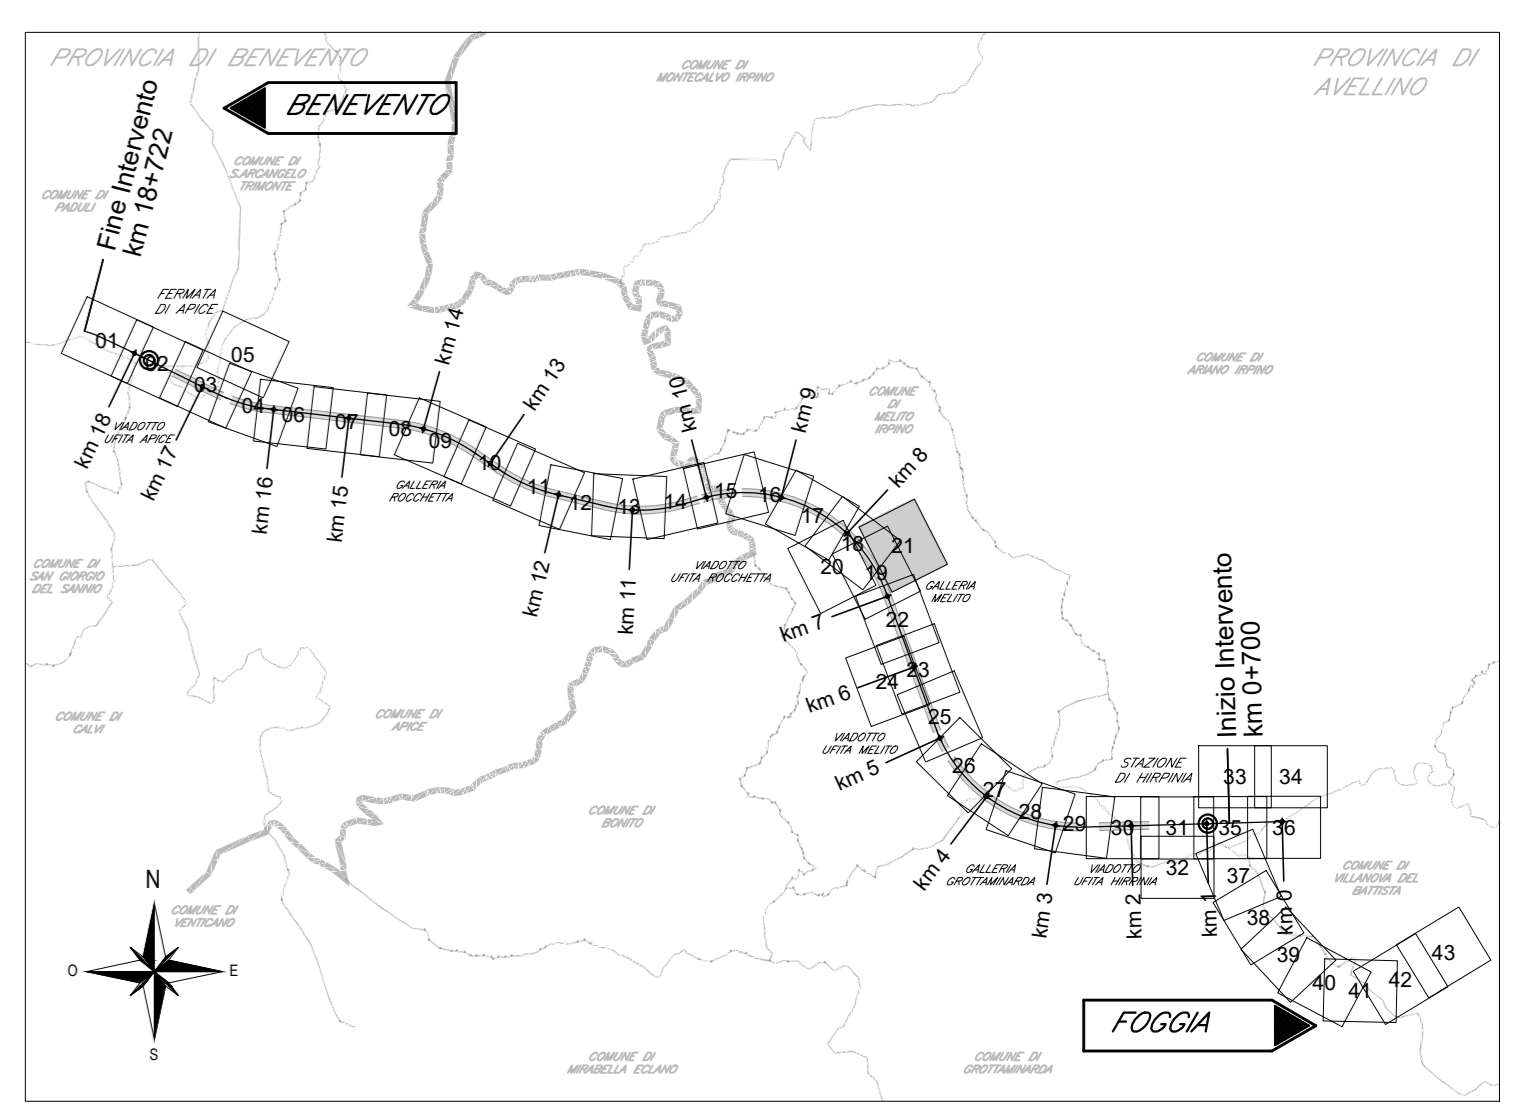 PROVINCIA DI BENEVENTO
PROVINCIA DI
AVELLINO
COMUNE DI
MONTECALVO IRPINO
BENEVENTO
Fine Intervento
km 18+722
COMUNE DI
S.ARCANGELO
TRIMONTE
COMUNE DI
PADULI
FERMATA
DI APICE
COMUNE DI
ARIANO IRPINO
COMUNE
DI
MELITO
IRPINO
01
02
03
04
05
06
07
08
09
10
11
12
13
14
15
16
17
18
19
20
21
22
23
24
25
26
27
28
29
30
31
32
33
34
35
36
37
38
39
40
41
42
43
km 18
km 17
km 16
km 15
km 14
km 13
km 12
km 11
km 10
km 9
km 8
km 7
km 6
km 5
km 4
km 3
km 2
km 1
km 0
VIADOTTO
UFITA APICE
GALLERIA
ROCCHETTA
VIADOTTO
UFITA ROCCHETTA
GALLERIA
MELITO
COMUNE DI
SAN GIORGIO
DEL SANNIO
Inizio Intervento
km 0+700
COMUNE DI
CALVI
COMUNE DI
APICE
VIADOTTO
UFITA MELITO
STAZIONE
DI HIRPINIA
COMUNE DI
BONITO
GALLERIA
GROTTAMINARDA
VIADOTTO
UFITA HIRPINIA
COMUNE DI
VILLANOVA DEL
BATTISTA
COMUNE DI
VENTICANO
N
O
E
S
FOGGIA
COMUNE DI
MIRABELLA ECLANO
COMUNE DI
GROTTAMINARDA